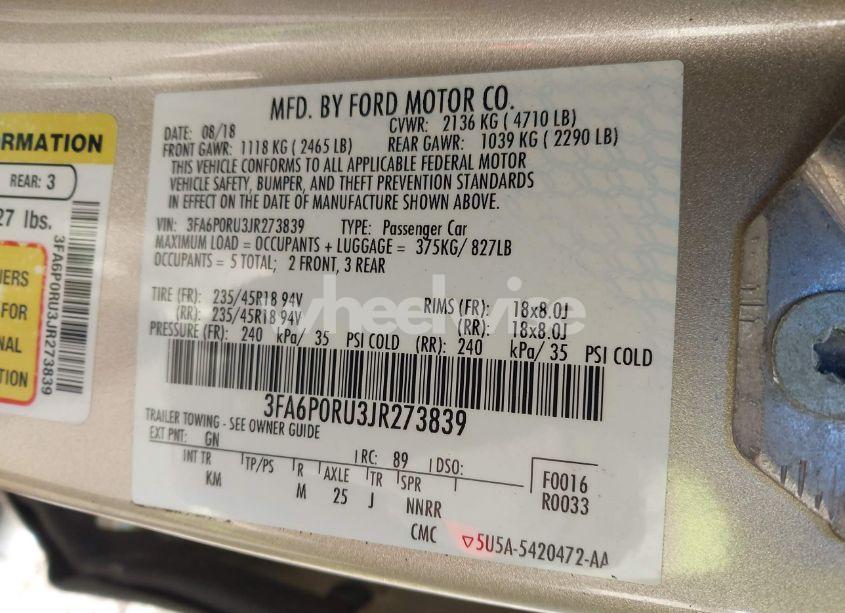 MFD. BY FORD MOTOR CO.
DATE: 08/18 CVWR: 2136 KG ( 4710 LB)
FRONT GAWR: 1118 KG ( 2465 LB) REAR GAWR: 1039 KG ( 2290 LB)
THIS VEHICLE CONFORMS TO ALL APPLICABLE FEDERAL MOTOR
VEHICLE SAFETY, BUMPER, AND THEFT PREVENTION STANDARDS
IN EFFECT ON THE DATE OF MANUFACTURE SHOWN ABOVE.
VIN: 3FA6P0RU3JR273839 TYPE: Passenger Car
MAXIMUM LOAD = OCCUPANTS + LUGGAGE = 375KG/ 827LB
OCCUPANTS = 5 TOTAL; 2 FRONT, 3 REAR
TIRE (FR): 235/45R18 94V RIMS (FR): 18x8.0J
(RR): 235/45R18 94V (RR): 18x8.0J
PRESSURE (FR): 240 kPa/ 35 PSI COLD (RR): 240 kPa/ 35 PSI COLD
3FA6P0RU3JR273839
TRAILER TOWING - SEE OWNER GUIDE
EXT PNT: GN RC: 89 DSO:
INT TR TP/PS R AXLE TR SPR
KM M 25 J NNRR
F0016
R0033
CMC 5U5A-5420472-AA
ORMATION
REAR: 3
27 lbs.
3FA6P0RU3JR273839
ERS
FOR
NAL
TION
wheelwire